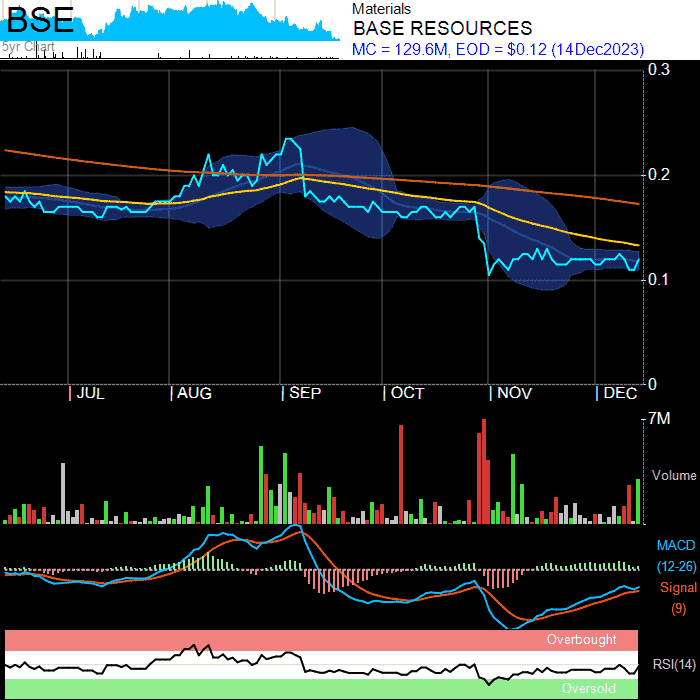 BSE
5yr Chart
Materials
BASE RESOURCES
MC = 129.6M, EOD = $0.12 (14Dec2023)
0.3
0.2
0.1
0
JUL AUG SEP OCT NOV DEC
7M
Volume
MACD
(12-26)
Signal
(9)
Overbought
RSI(14)
Oversold